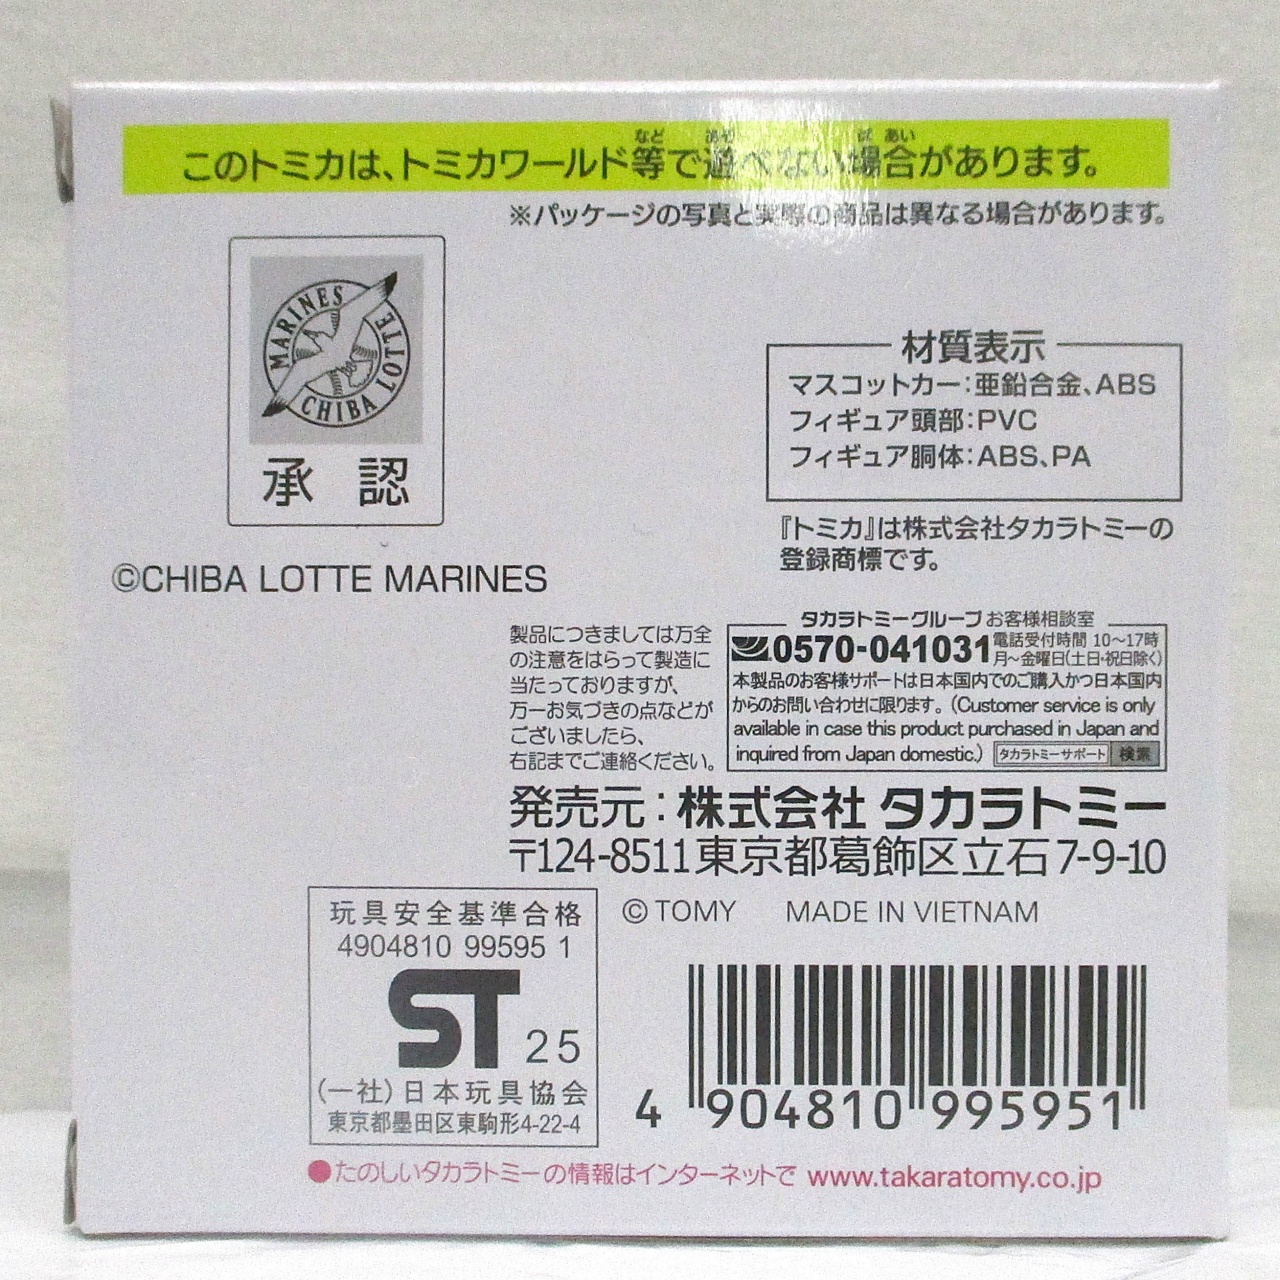 このトミカは、トミカワールド等で遊べない場合があります。
※パッケージの写真と実際の商品は異なる場合があります。
MARINES
CHIBA LOTTE
承認
©CHIBA LOTTE MARINES
材質表示
マスコットカー:亜鉛合金、ABS
フィギュア頭部:PVC
フィギュア胴体:ABS、PA
『トミカ』は株式会社タカラトミーの
登録商標です。
製品につきましては万全
の注意をはらって製造に
当たっておりますが、
万一お気づきの点などが
ございましたら、
右記までご連絡ください。
タカラトミーグループお客様相談室
0570-041031 電話受付時間 10〜17時
月〜金曜日(土日・祝日除く)
本製品のお客様サポートは日本国内でのご購入かつ日本国内
からのお問い合わせに限ります。(Customer service is only
available in case this product purchased in Japan and
inquired from Japan domestic.) タカラトミーサポート 検索
発売元:株式会社 タカラトミー
〒124-8511東京都葛飾区立石7-9-10
玩具安全基準合格
4904810 99595 1
ST 25
(一社)日本玩具協会
東京都墨田区東駒形4-22-4
© TOMY MADE IN VIETNAM
4 904810 995951
●たのしいタカラトミーの情報はインターネットで www.takaratomy.co.jp